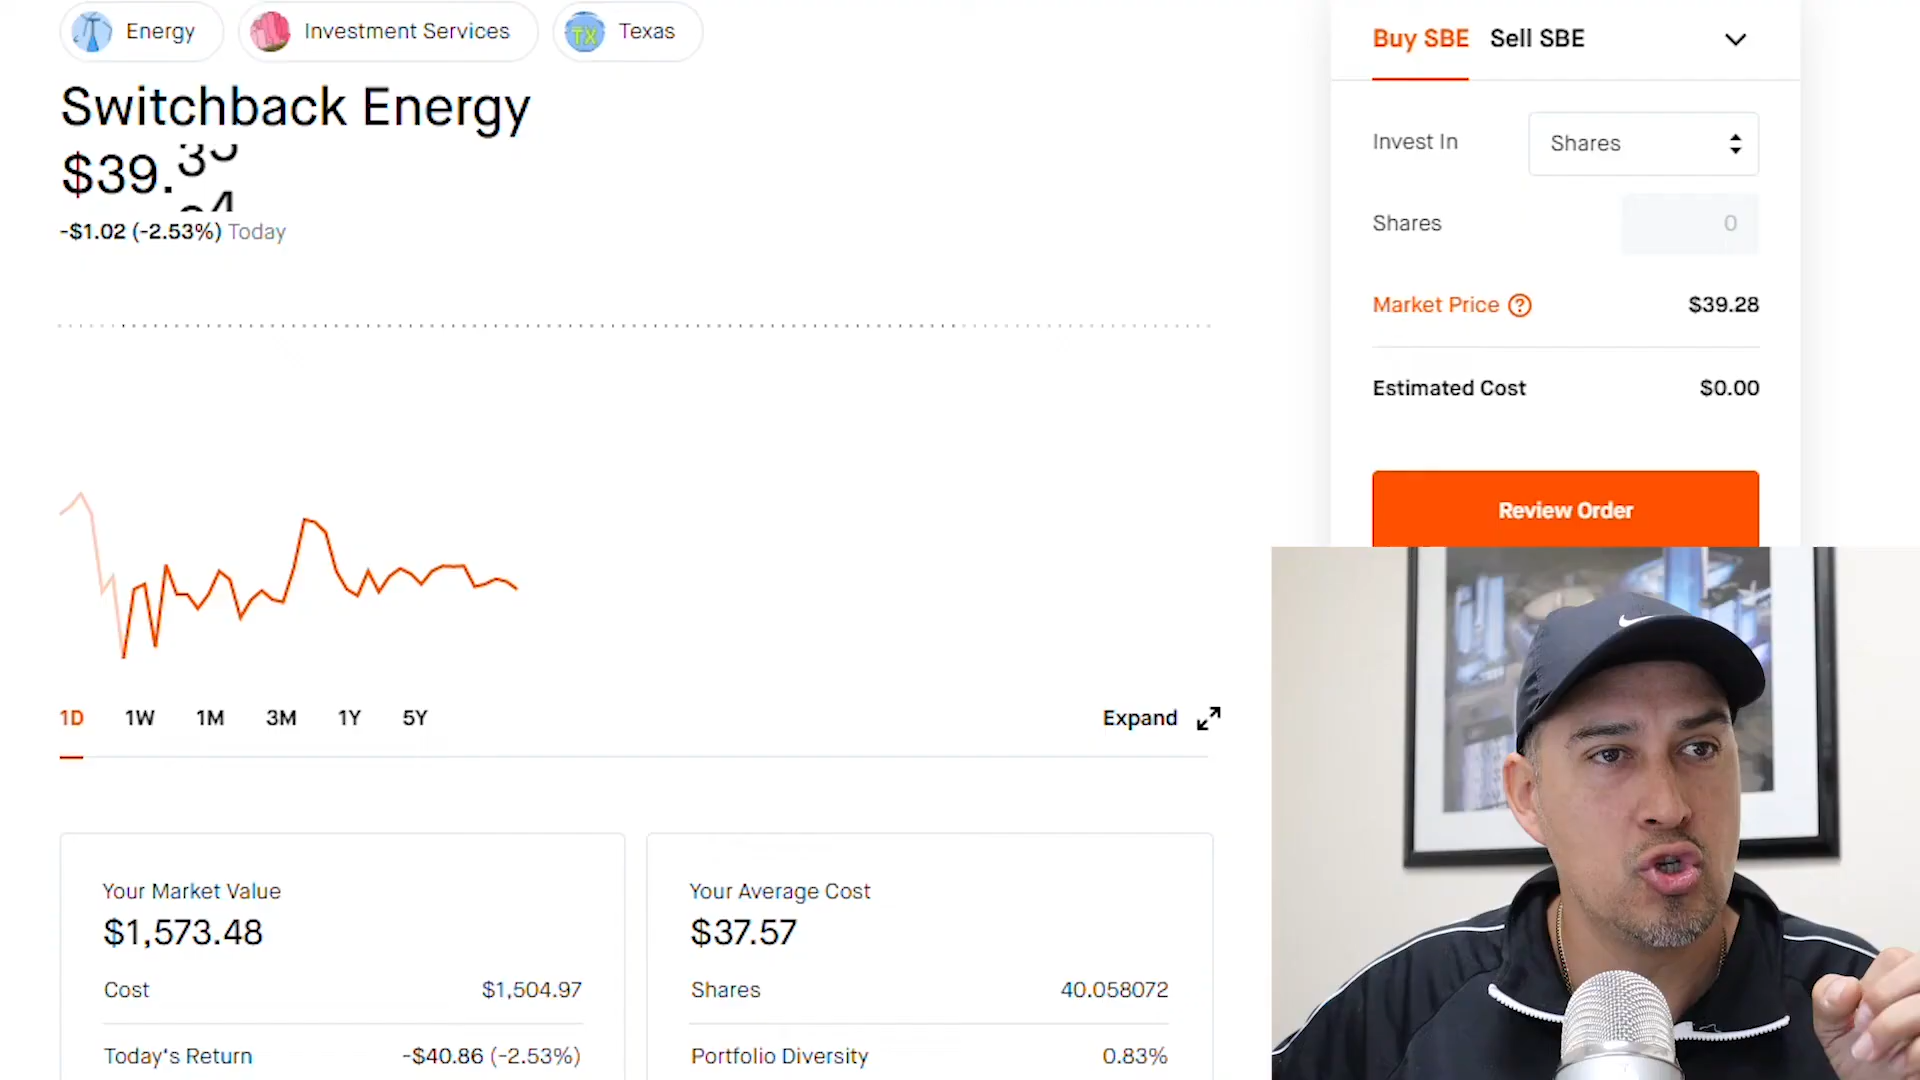 Energy
Investment Services
TX Texas
Switchback Energy
$39.
-$1.02 (-2.53%) Today
1D 1W 1M 3M 1Y 5Y
Expand
Your Market Value
$1,573.48
Cost $1,504.97
Today's Return -$40.86 (-2.53%)
Your Average Cost
$37.57
Shares 40.058072
Portfolio Diversity 0.83%
Buy SBE Sell SBE
Invest In Shares
Shares 0
Market Price ? $39.28
Estimated Cost $0.00
Review Order